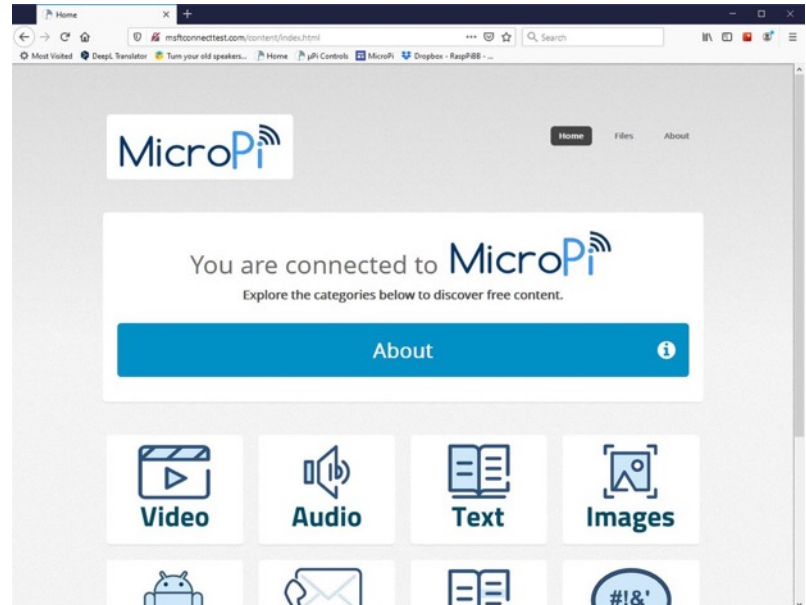 Home
msftconnecttest.com/content/index.html
Search
Most Visited DeepL Translator Turn your old speakers... Home µPi Controls MicroPi Dropbox - RaspPiBB - ...
MicroPi
Home Files About
You are connected to MicroPi
Explore the categories below to discover free content.
About
Video Audio Text Images
#!&'